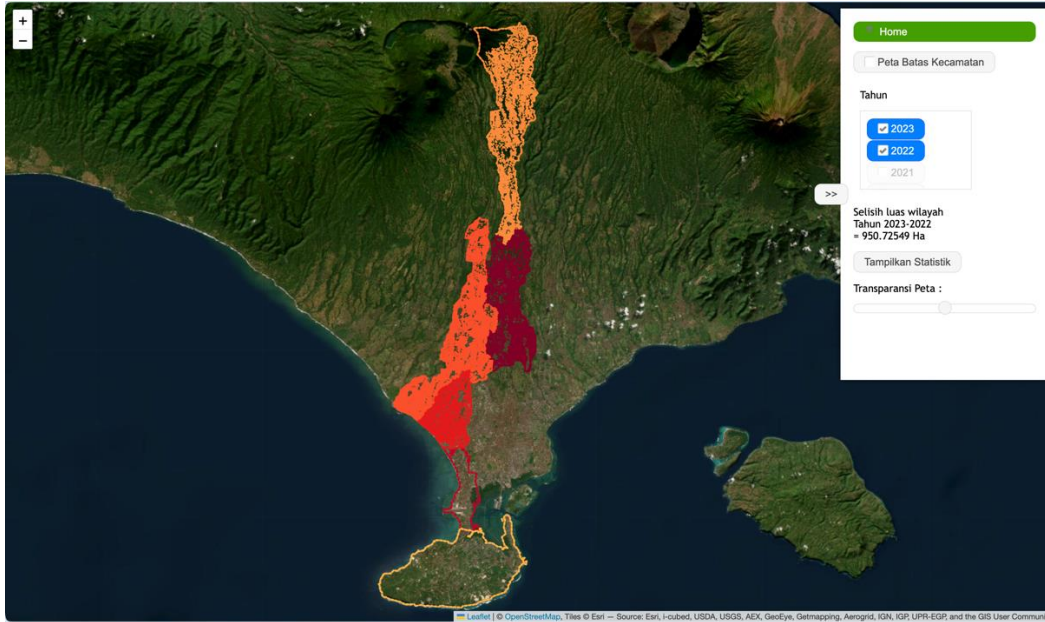 +
−
Home
Peta Batas Kecamatan
Tahun
2023
2022
2021
>>
Selisih luas wilayah
Tahun 2023-2022
= 950.72549 Ha
Tampilkan Statistik
Transparansi Peta :
Leaflet | © OpenStreetMap, Tiles © Esri — Source: Esri, i-cubed, USDA, USGS, AEX, GeoEye, Getmapping, Aerogrid, IGN, IGP, UPR-EGP, and the GIS User Communi